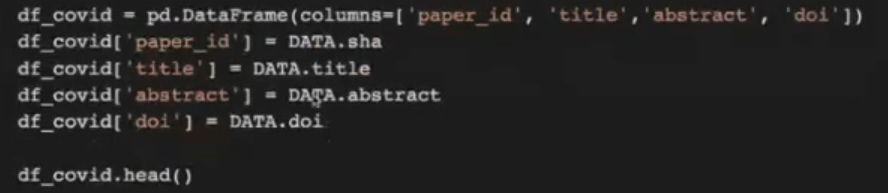 df_covid = pd.DataFrame(columns=['paper_id', 'title','abstract', 'doi'])
df_covid['paper_id'] = DATA.sha
df_covid['title'] = DATA.title
df_covid['abstract'] = DATA.abstract
df_covid['doi'] = DATA.doi
df_covid.head()